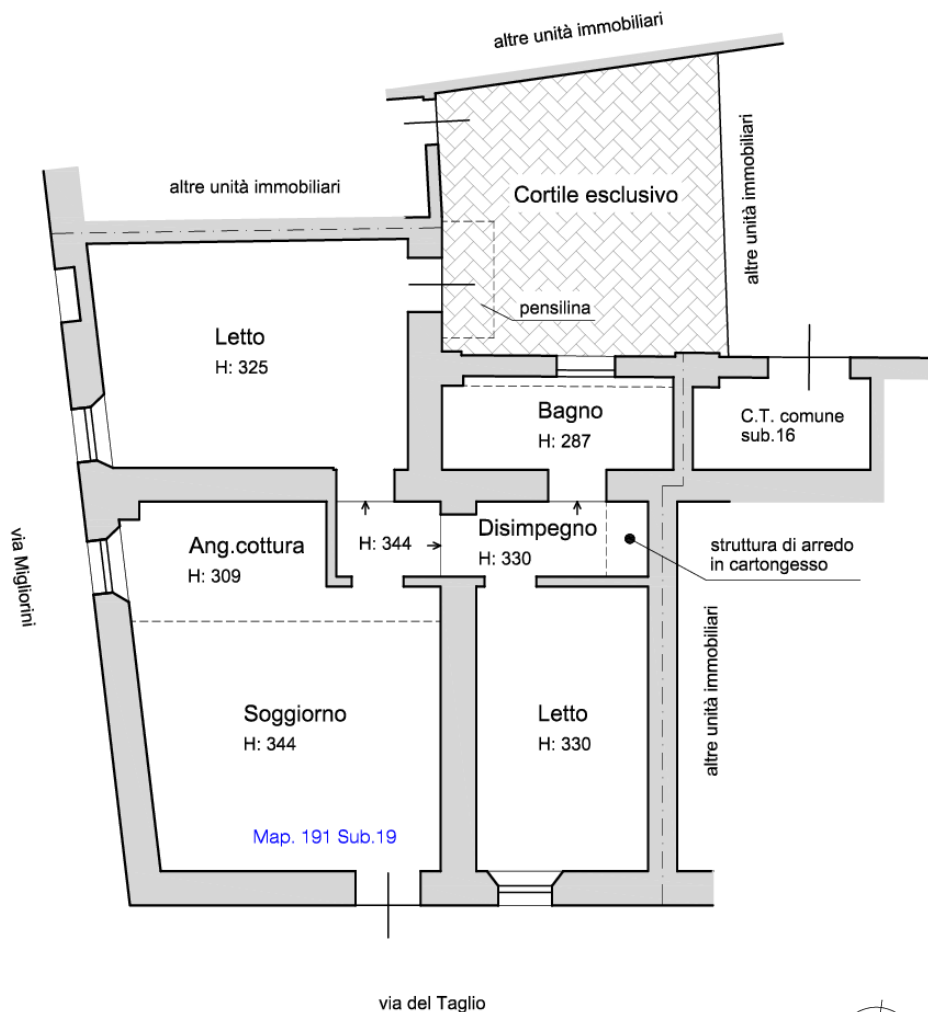 altre unità immobiliari
altre unità immobiliari
altre unità immobiliari
Cortile esclusivo
pensilina
Letto
H: 325
Bagno
H: 287
C.T. comune
sub.16
via Migliorini
Ang.cottura
H: 309
H: 344
Disimpegno
H: 330
struttura di arredo
in cartongesso
altre unità immobiliari
Soggiorno
H: 344
Letto
H: 330
Map. 191 Sub.19
via del Taglio